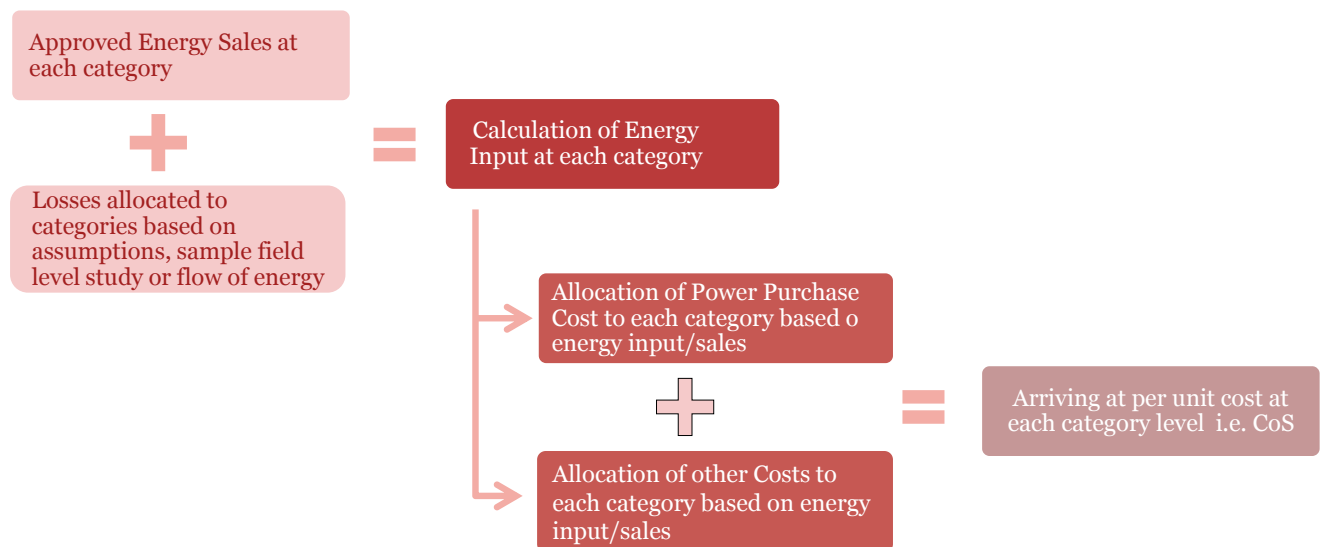 Approved Energy Sales at
each category
Losses allocated to
categories based on
assumptions, sample field
level study or flow of energy
Calculation of Energy
Input at each category
Allocation of Power Purchase
Cost to each category based o
energy input/sales
Allocation of other Costs to
each category based on energy
input/sales
Arriving at per unit cost at
each category level i.e. CoS